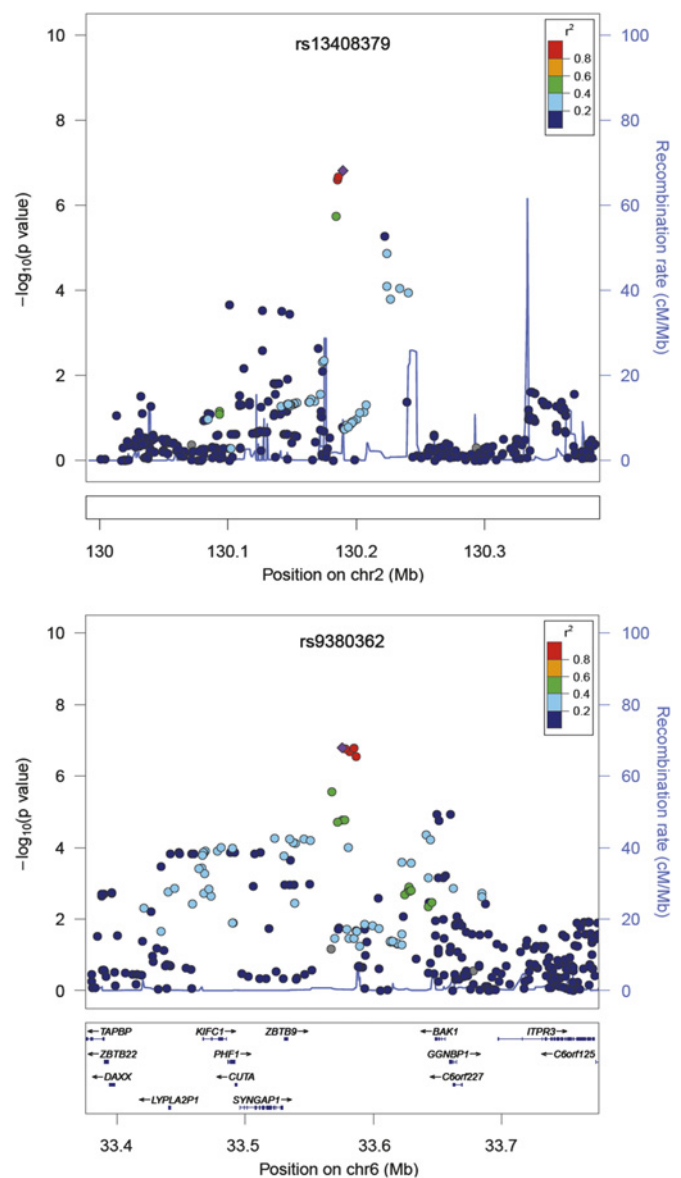 rs13408379
r²
0.8
0.6
0.4
0.2
10
8
6
4
2
0
−log₁₀(p value)
100
80
60
40
20
0
Recombination rate (cM/Mb)
130
130.1
130.2
130.3
Position on chr2 (Mb)
rs9380362
r²
0.8
0.6
0.4
0.2
10
8
6
4
2
0
−log₁₀(p value)
100
80
60
40
20
0
Recombination rate (cM/Mb)
←TAPBP KIFC1→ ZBTB9→ ←BAK1 ITPR3→
←ZBTB22 PHF1→ GGNBP1→ ←C6orf125
←DAXX ←CUTA ←C6orf227
←LYPLA2P1 SYNGAP1→
33.4
33.5
33.6
33.7
Position on chr6 (Mb)